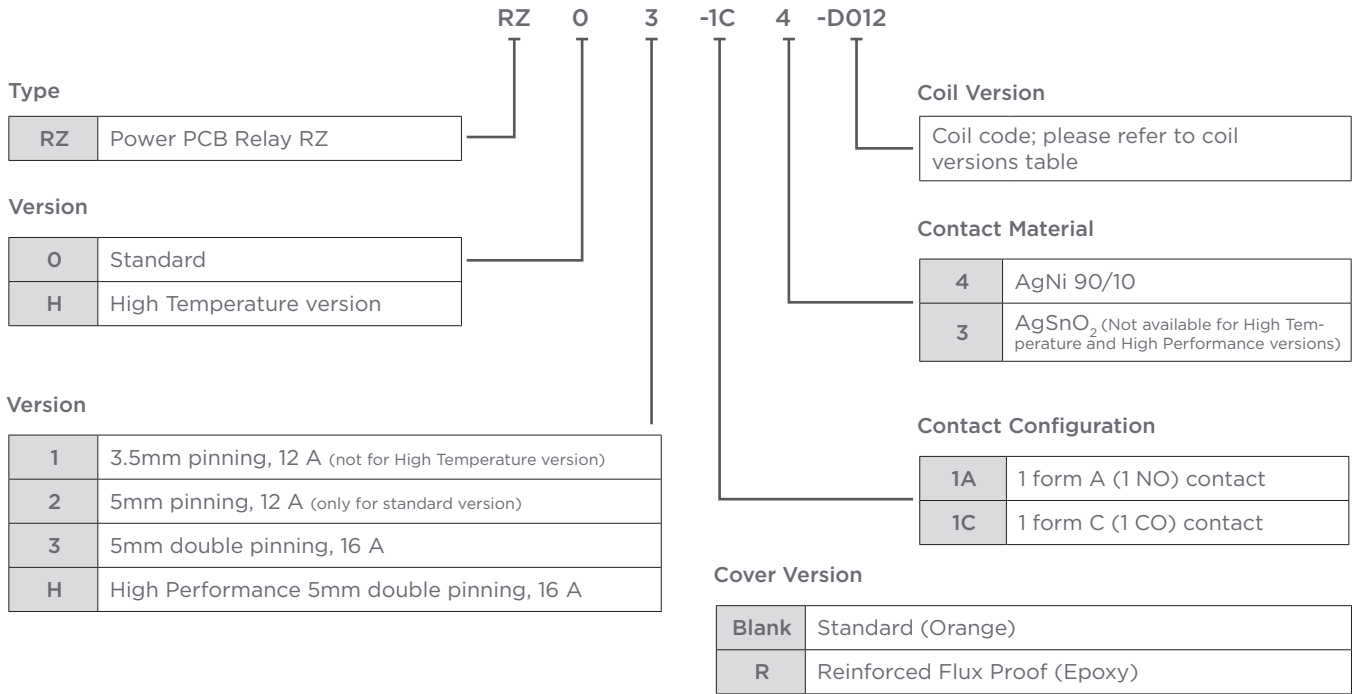 RZ 0 3 -1C 4 -D012
Type
RZ Power PCB Relay RZ
Version
0 Standard
H High Temperature version
Version
1 3.5mm pinning, 12 A (not for High Temperature version)
2 5mm pinning, 12 A (only for standard version)
3 5mm double pinning, 16 A
H High Performance 5mm double pinning, 16 A
Coil Version
Coil code; please refer to coil
versions table
Contact Material
4 AgNi 90/10
3 AgSnO₂ (Not available for High Tem-
perature and High Performance versions)
Contact Configuration
1A 1 form A (1 NO) contact
1C 1 form C (1 CO) contact
Cover Version
Blank Standard (Orange)
R Reinforced Flux Proof (Epoxy)